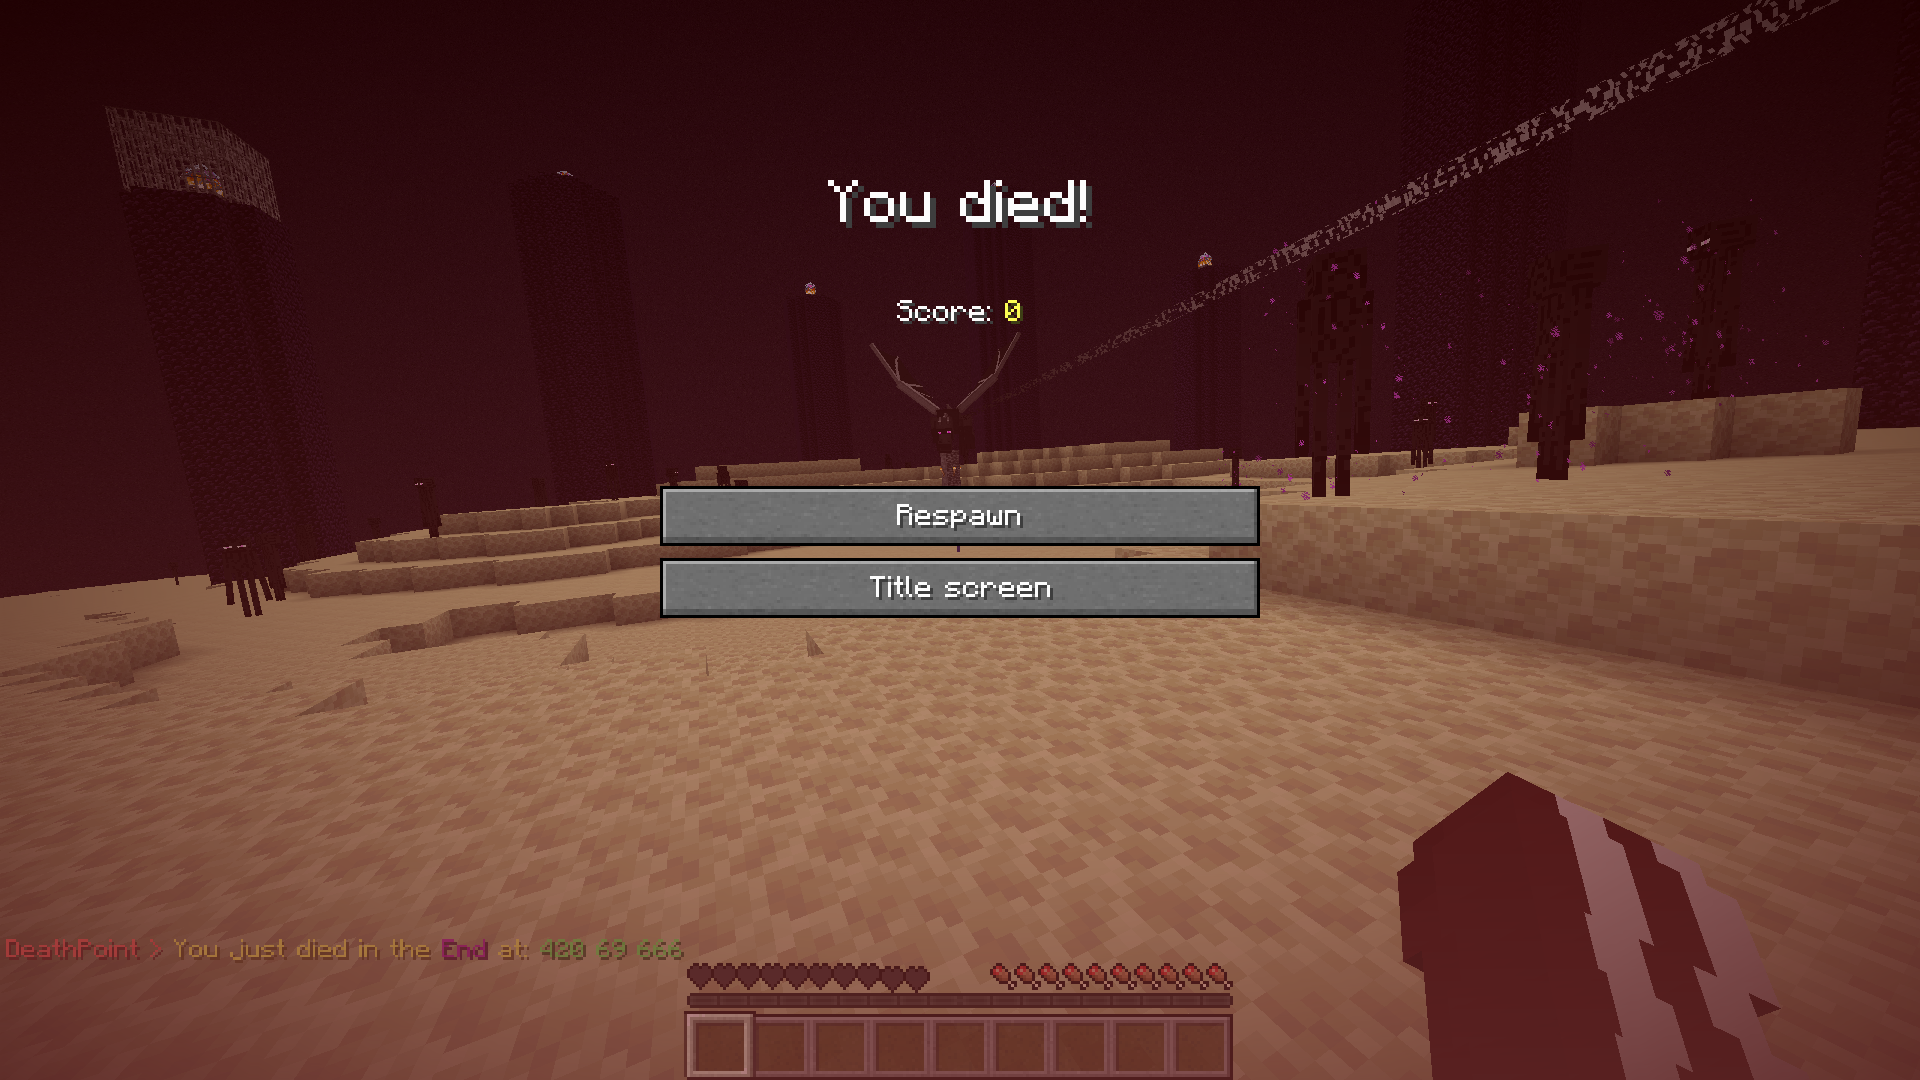 You died!
Score: 0
Respawn
Title screen
DeathPoint > You just died in the End at: 420 69 666